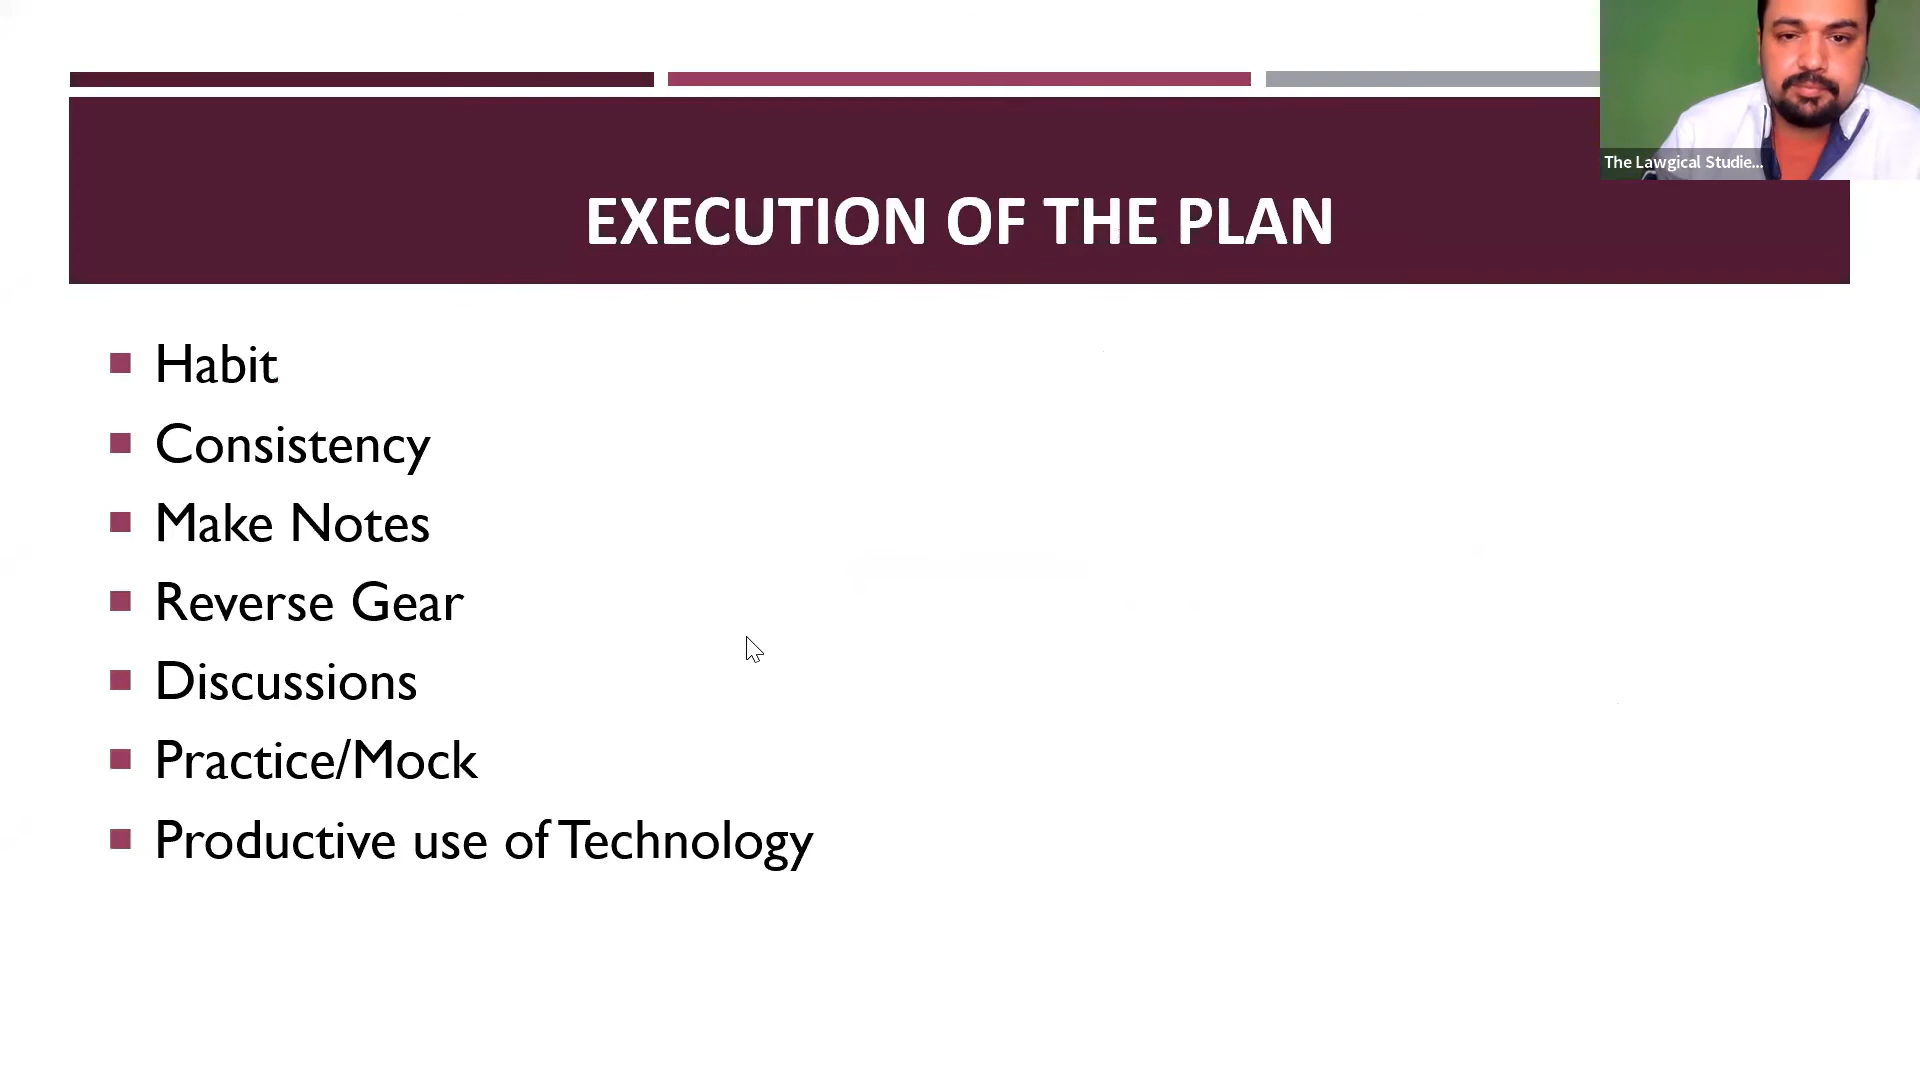 The Lawgical Studie...
EXECUTION OF THE PLAN
Habit
Consistency
Make Notes
Reverse Gear
Discussions
Practice/Mock
Productive use of Technology